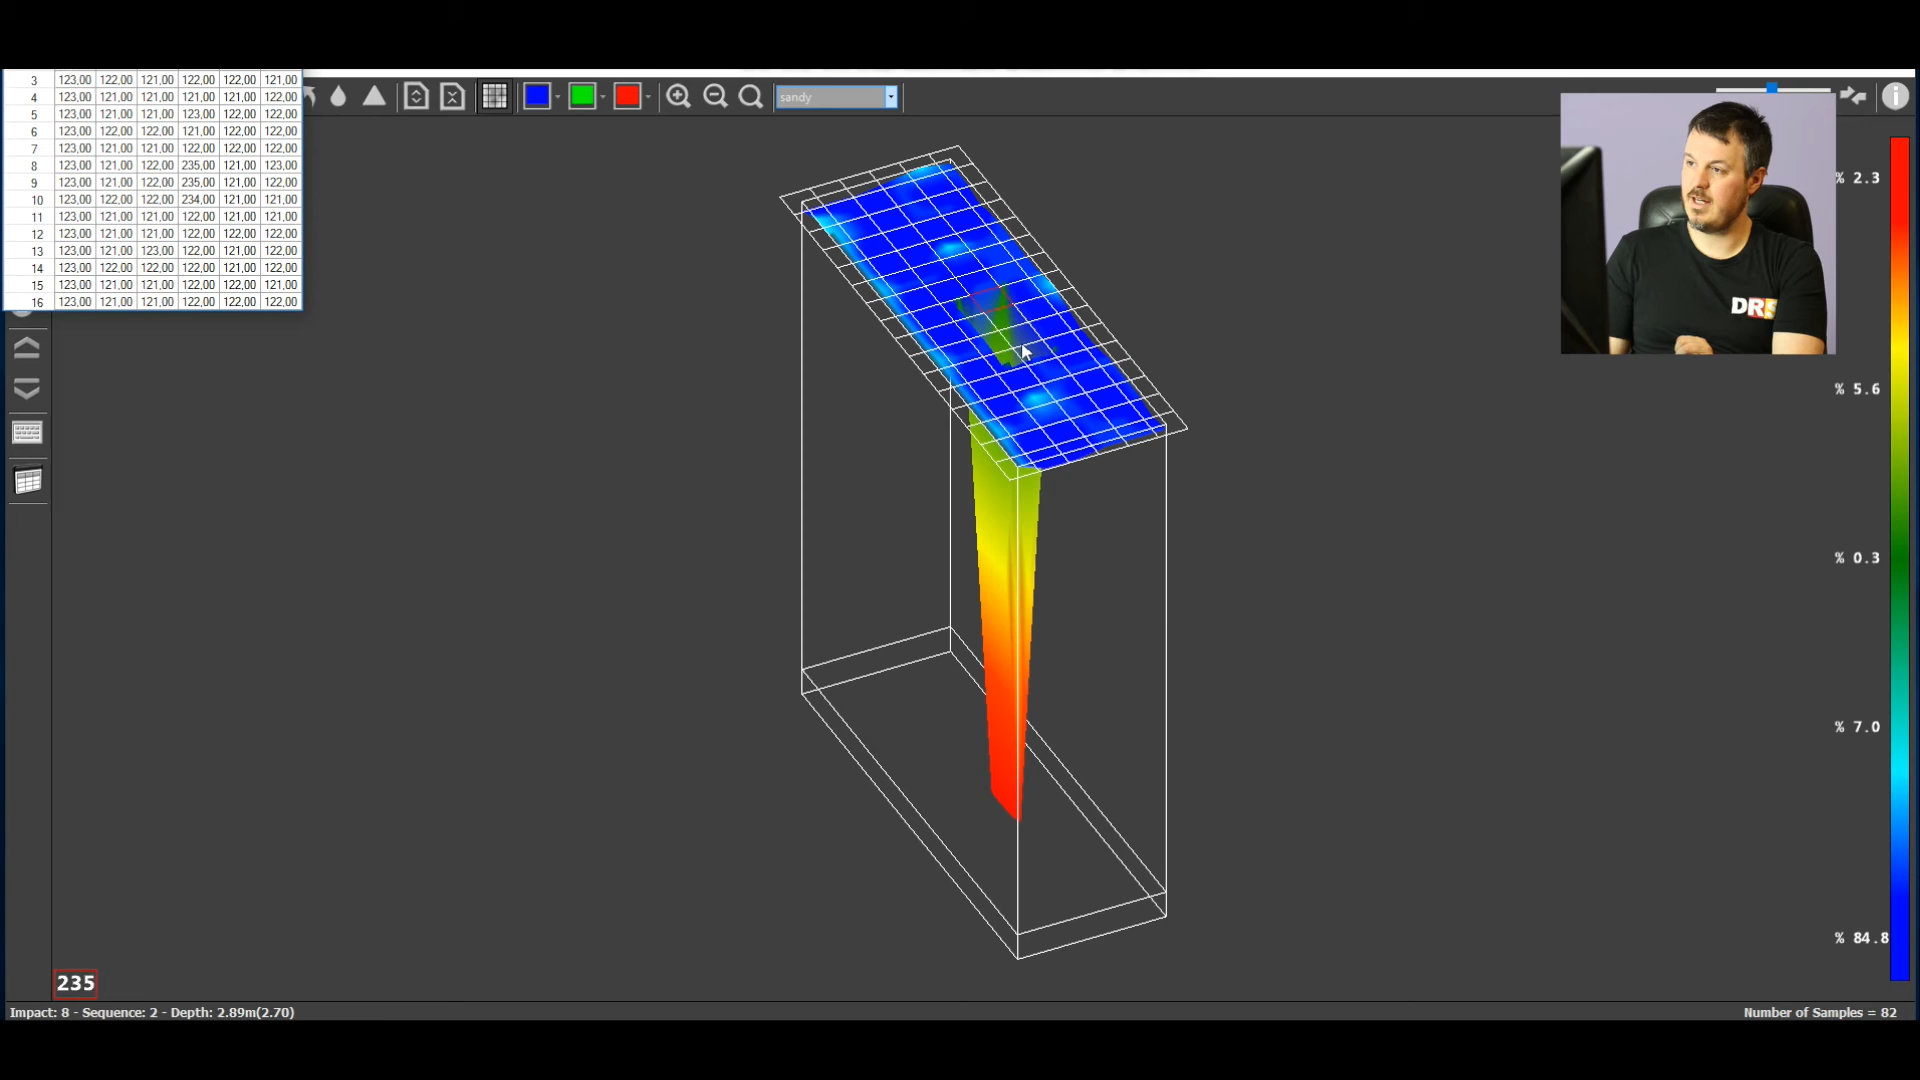 3 123,00 122,00 121,00 122,00 122,00 121,00
4 123,00 121,00 121,00 121,00 121,00 122,00
5 123,00 121,00 121,00 123,00 122,00 122,00
6 123,00 122,00 122,00 121,00 122,00 122,00
7 123,00 121,00 121,00 122,00 122,00 122,00
8 123,00 121,00 122,00 235,00 121,00 123,00
9 123,00 121,00 122,00 235,00 121,00 122,00
10 123,00 122,00 122,00 234,00 121,00 121,00
11 123,00 121,00 121,00 122,00 121,00 121,00
12 123,00 121,00 121,00 122,00 122,00 122,00
13 123,00 121,00 123,00 122,00 121,00 122,00
14 123,00 122,00 122,00 122,00 121,00 122,00
15 123,00 121,00 121,00 122,00 122,00 121,00
16 123,00 121,00 121,00 122,00 122,00 122,00
sandy
DRS
% 2.3
% 5.6
% 0.3
% 7.0
% 84.8
235
Impact: 8 - Sequence: 2 - Depth: 2.89m(2.70)
Number of Samples = 82